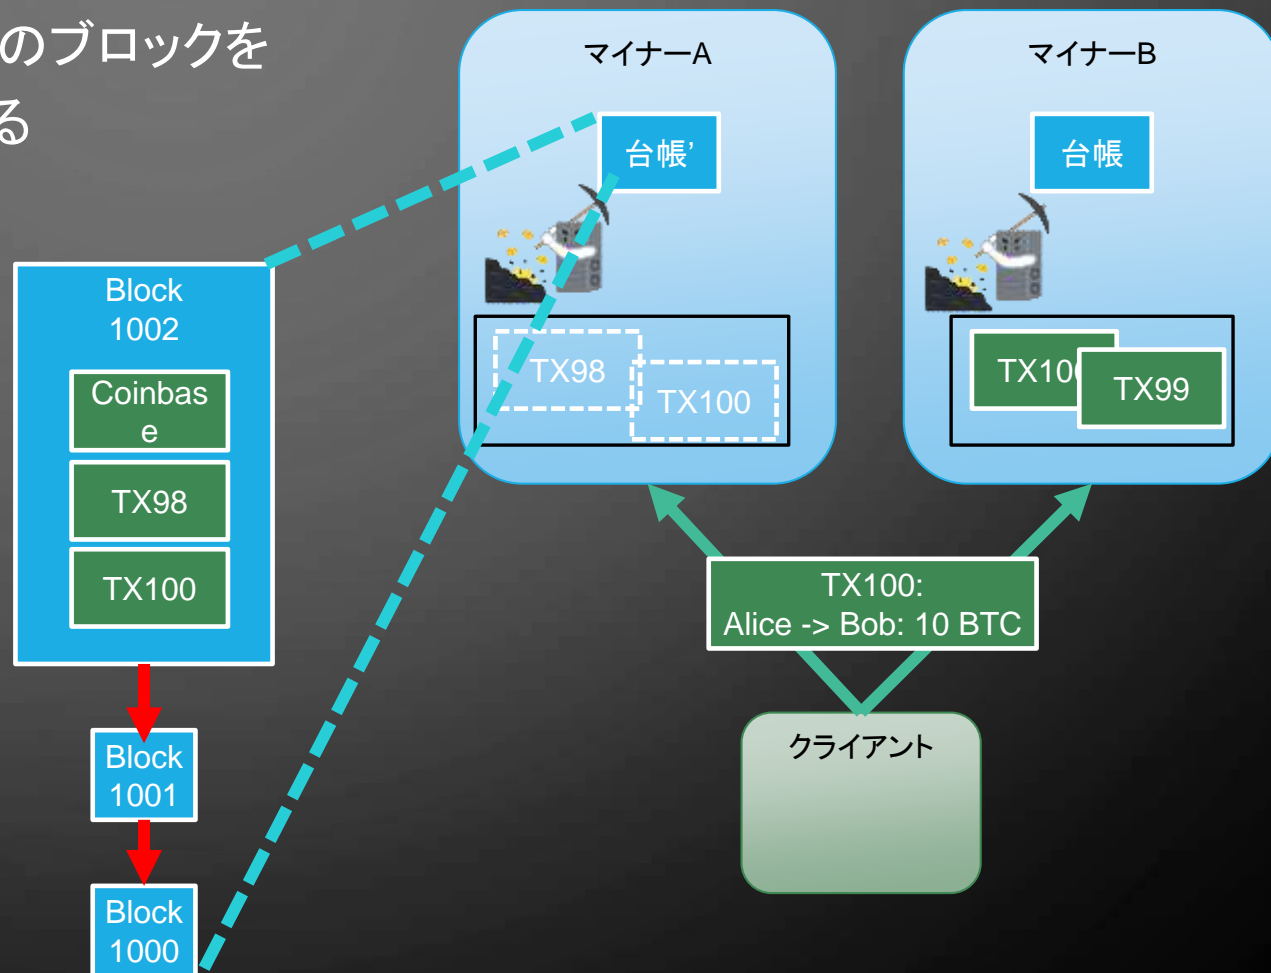 のブロックを
る
マイナーA
マイナーB
台帳’
台帳
Block
1002
Coinbas
e
TX98
TX100
TX98
TX100
TX100
TX99
TX100:
Alice -> Bob: 10 BTC
クライアント
Block
1001
Block
1000